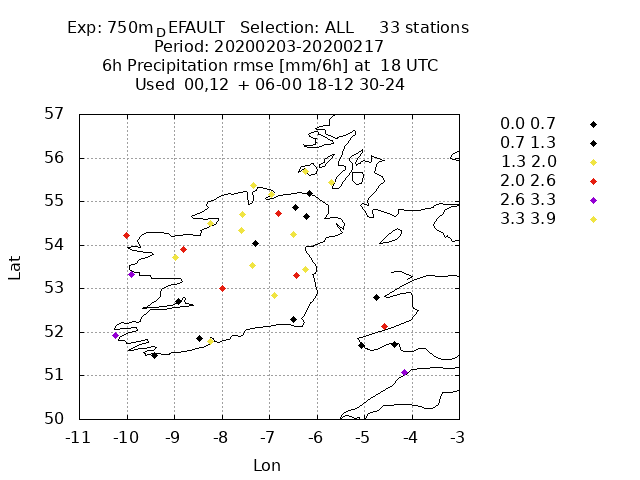 Exp: 750m_DEFAULT   Selection: ALL     33 stations
Period: 20200203-20200217
6h Precipitation rmse [mm/6h] at  18 UTC
Used  00,12  + 06-00 18-12 30-24
57
56
55
54
53
52
51
50
-11 -10 -9 -8 -7 -6 -5 -4 -3
Lat
Lon
0.0 0.7
0.7 1.3
1.3 2.0
2.0 2.6
2.6 3.3
3.3 3.9